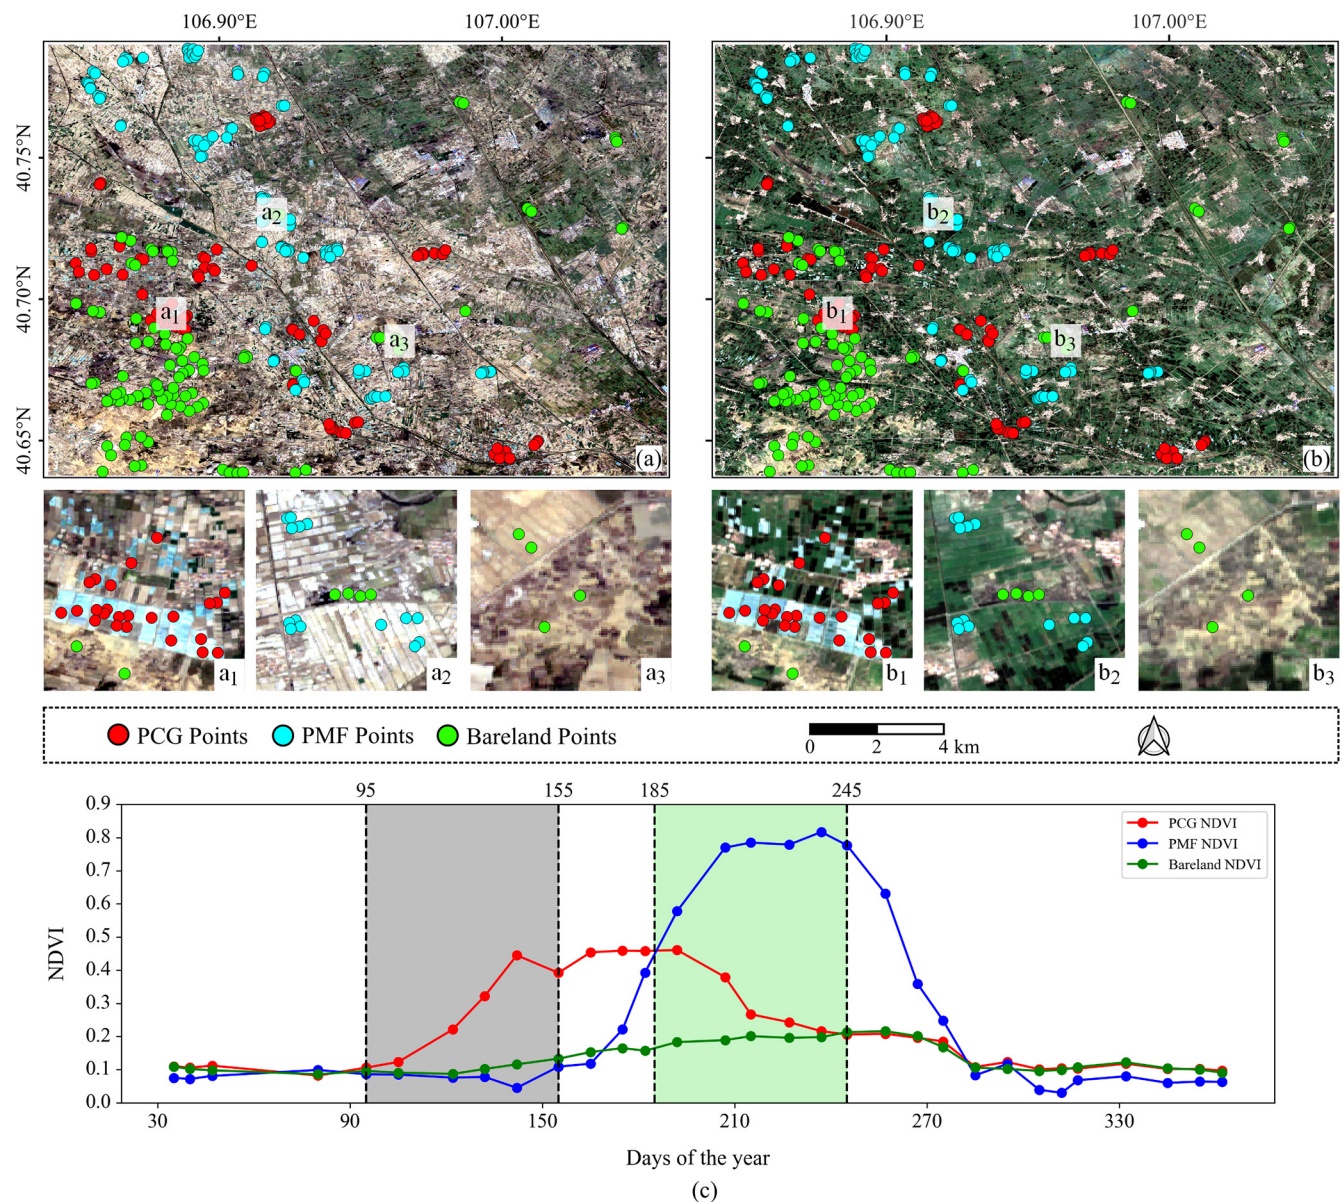 106.90°E 107.00°E 106.90°E 107.00°E
40.75°N
40.70°N
40.65°N
a2
a1
a3
(a)
b2
b1
b3
(b)
a1 a2 a3 b1 b2 b3
PCG Points PMF Points Bareland Points
0 2 4 km
95 155 185 245
PCG NDVI
PMF NDVI
Bareland NDVI
NDVI
0.9
0.8
0.7
0.6
0.5
0.4
0.3
0.2
0.1
0.0
30 90 150 210 270 330
Days of the year
(c)